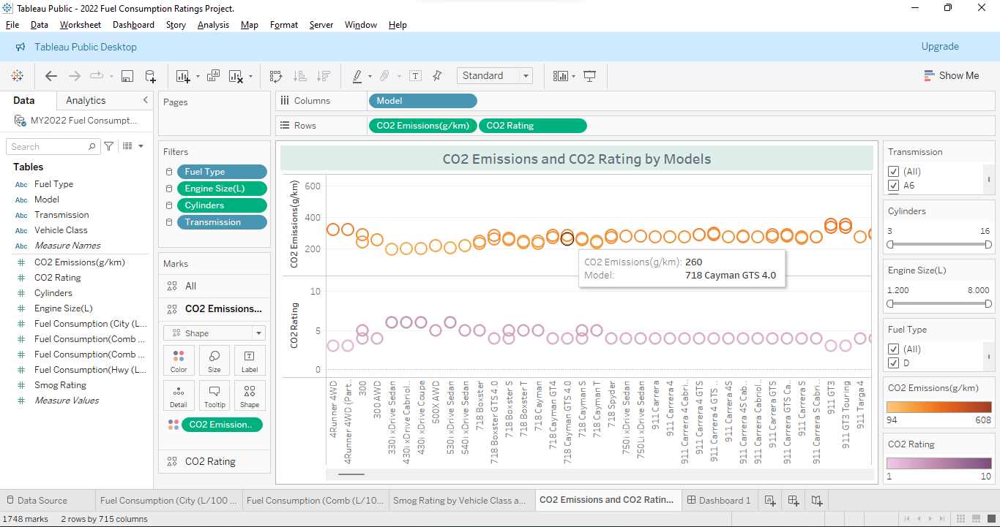 Tableau Public - 2022 Fuel Consumption Ratings Project.
File Data Worksheet Dashboard Story Analysis Map Format Server Window Help
Tableau Public Desktop
Upgrade
Standard
Show Me
Data
Analytics
MY2022 Fuel Consumpt...
Search
Tables
Abc Fuel Type
Abc Model
Abc Transmission
Abc Vehicle Class
Abc Measure Names
# CO2 Emissions(g/km)
# CO2 Rating
# Cylinders
# Engine Size(L)
# Fuel Consumption (City (L...
# Fuel Consumption(Comb ...
# Fuel Consumption(Comb ...
# Fuel Consumption(Hwy (L...
# Smog Rating
# Measure Values
Pages
Filters
Fuel Type
Engine Size(L)
Cylinders
Transmission
Marks
All
CO2 Emissions...
Shape
Color
Size
Label
Detail
Tooltip
Shape
CO2 Emission..
CO2 Rating
Columns
Model
Rows
CO2 Emissions(g/km)
CO2 Rating
CO2 Emissions and CO2 Rating by Models
CO2 Emissions(g/km)
600
400
200
CO2 Emissions(g/km): 260
Model: 718 Cayman GTS 4.0
CO2 Rating
10
5
0
4Runner 4WD
4Runner 4WD (Part..
300
300 AWD
330i xDrive Sedan
430i xDrive Cabriol..
430i xDrive Coupe
500X AWD
530i xDrive Sedan
540i xDrive Sedan
718 Boxster
718 Boxster GTS 4.0
718 Boxster S
718 Boxster T
718 Cayman
718 Cayman GT4
718 Cayman GTS 4.0
718 Cayman S
718 Cayman T
718 Spyder
750i xDrive Sedan
750Li xDrive Sedan
911 Carrera
911 Carrera 4
911 Carrera 4 Cabri..
911 Carrera 4 GTS
911 Carrera 4 GTS ..
911 Carrera 4S
911 Carrera 4S Cab..
911 Carrera Cabriol..
911 Carrera GTS
911 Carrera GTS Ca..
911 Carrera S
911 Carrera S Cabri..
911 GT3
911 GT3 Touring
911 Targa 4
Transmission
(All)
A6
Cylinders
3 16
Engine Size(L)
1.200 8.000
Fuel Type
(All)
D
CO2 Emissions(g/km)
94 608
CO2 Rating
1 10
Data Source
Fuel Consumption (City (L/100 ...
Fuel Consumption (Comb (L/10...
Smog Rating by Vehicle Class a...
CO2 Emissions and CO2 Ratin...
Dashboard 1
1748 marks 2 rows by 715 columns